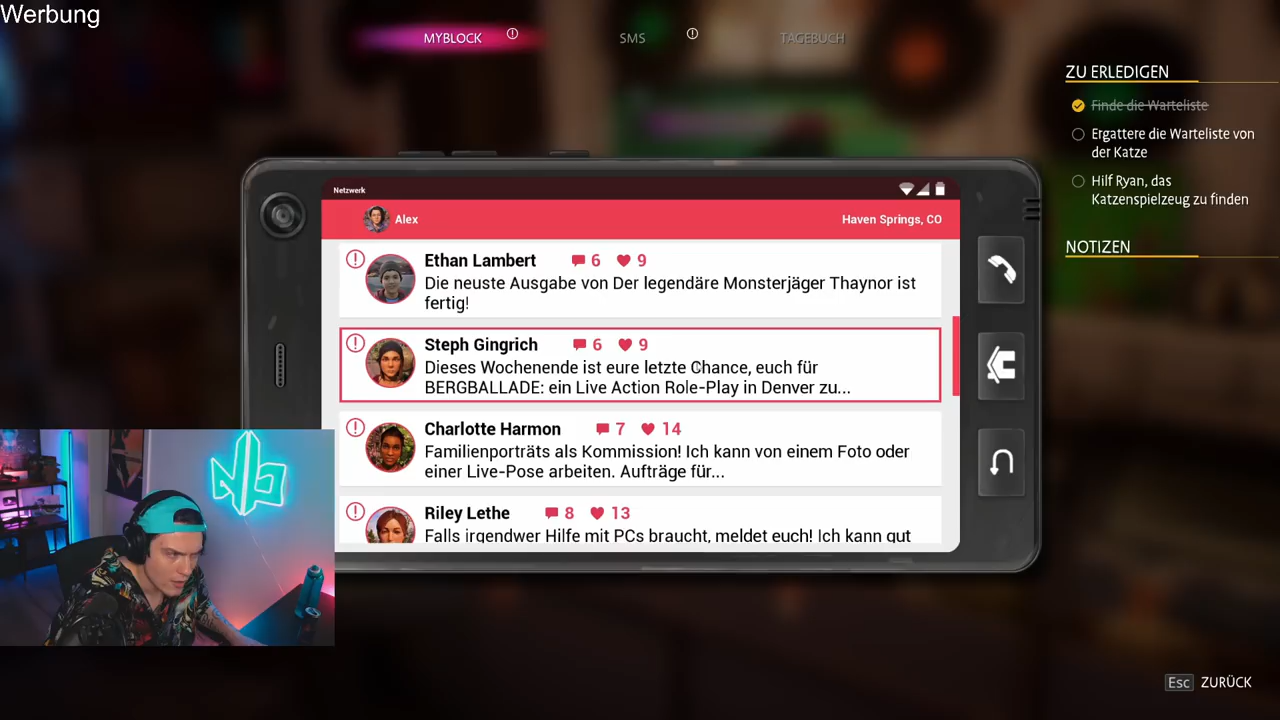 Werbung
MYBLOCK
SMS
TAGEBUCH
ZU ERLEDIGEN
Finde die Warteliste
Ergattere die Warteliste von
der Katze
Hilf Ryan, das
Katzenspielzeug zu finden
NOTIZEN
Netzwerk
Alex
Haven Springs, CO
Ethan Lambert 6 9
Die neuste Ausgabe von Der legendäre Monsterjäger Thaynor ist
fertig!
Steph Gingrich 6 9
Dieses Wochenende ist eure letzte Chance, euch für
BERGBALLADE: ein Live Action Role-Play in Denver zu...
Charlotte Harmon 7 14
Familienporträts als Kommission! Ich kann von einem Foto oder
einer Live-Pose arbeiten. Aufträge für...
Riley Lethe 8 13
Falls irgendwer Hilfe mit PCs braucht, meldet euch! Ich kann gut
Esc ZURÜCK